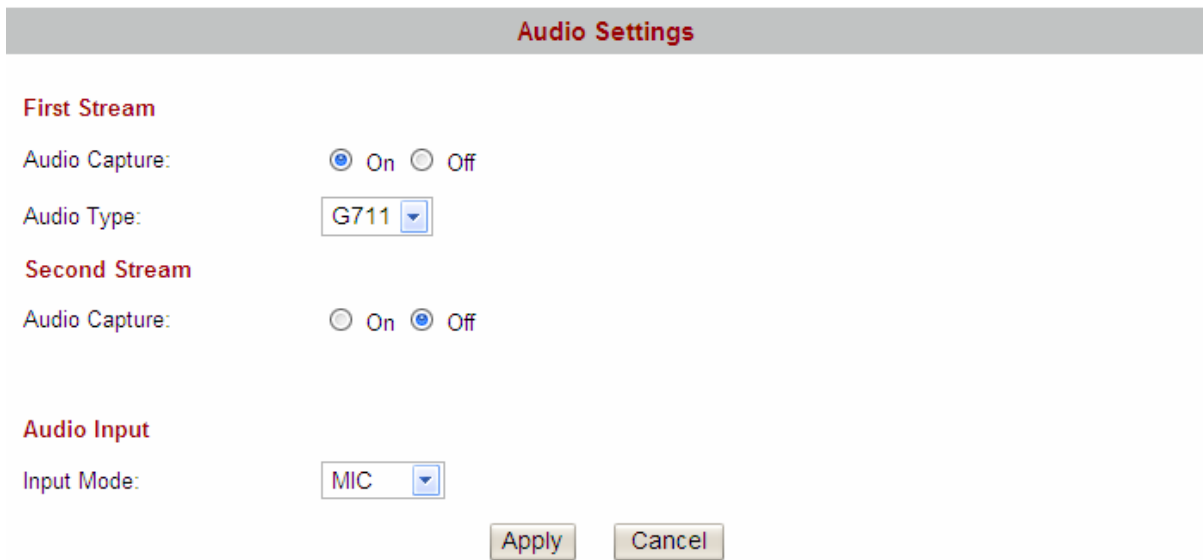 Audio Settings
First Stream
Audio Capture: On Off
Audio Type: G711
Second Stream
Audio Capture: On Off
Audio Input
Input Mode: MIC
Apply Cancel